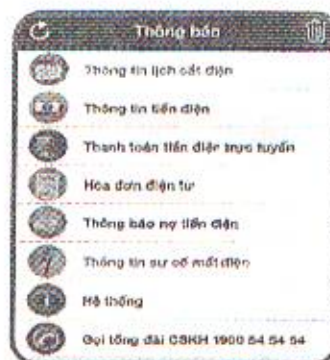 Thông báo
Thông tin lịch cắt điện
Thông tin tiền điện
Thanh toán tiền điện trực tuyến
Hóa đơn điện tử
Thông báo nợ tiền điện
Thông tin sự cố mất điện
Hệ thống
Gọi tổng đài CSKH 1900 54 54 54